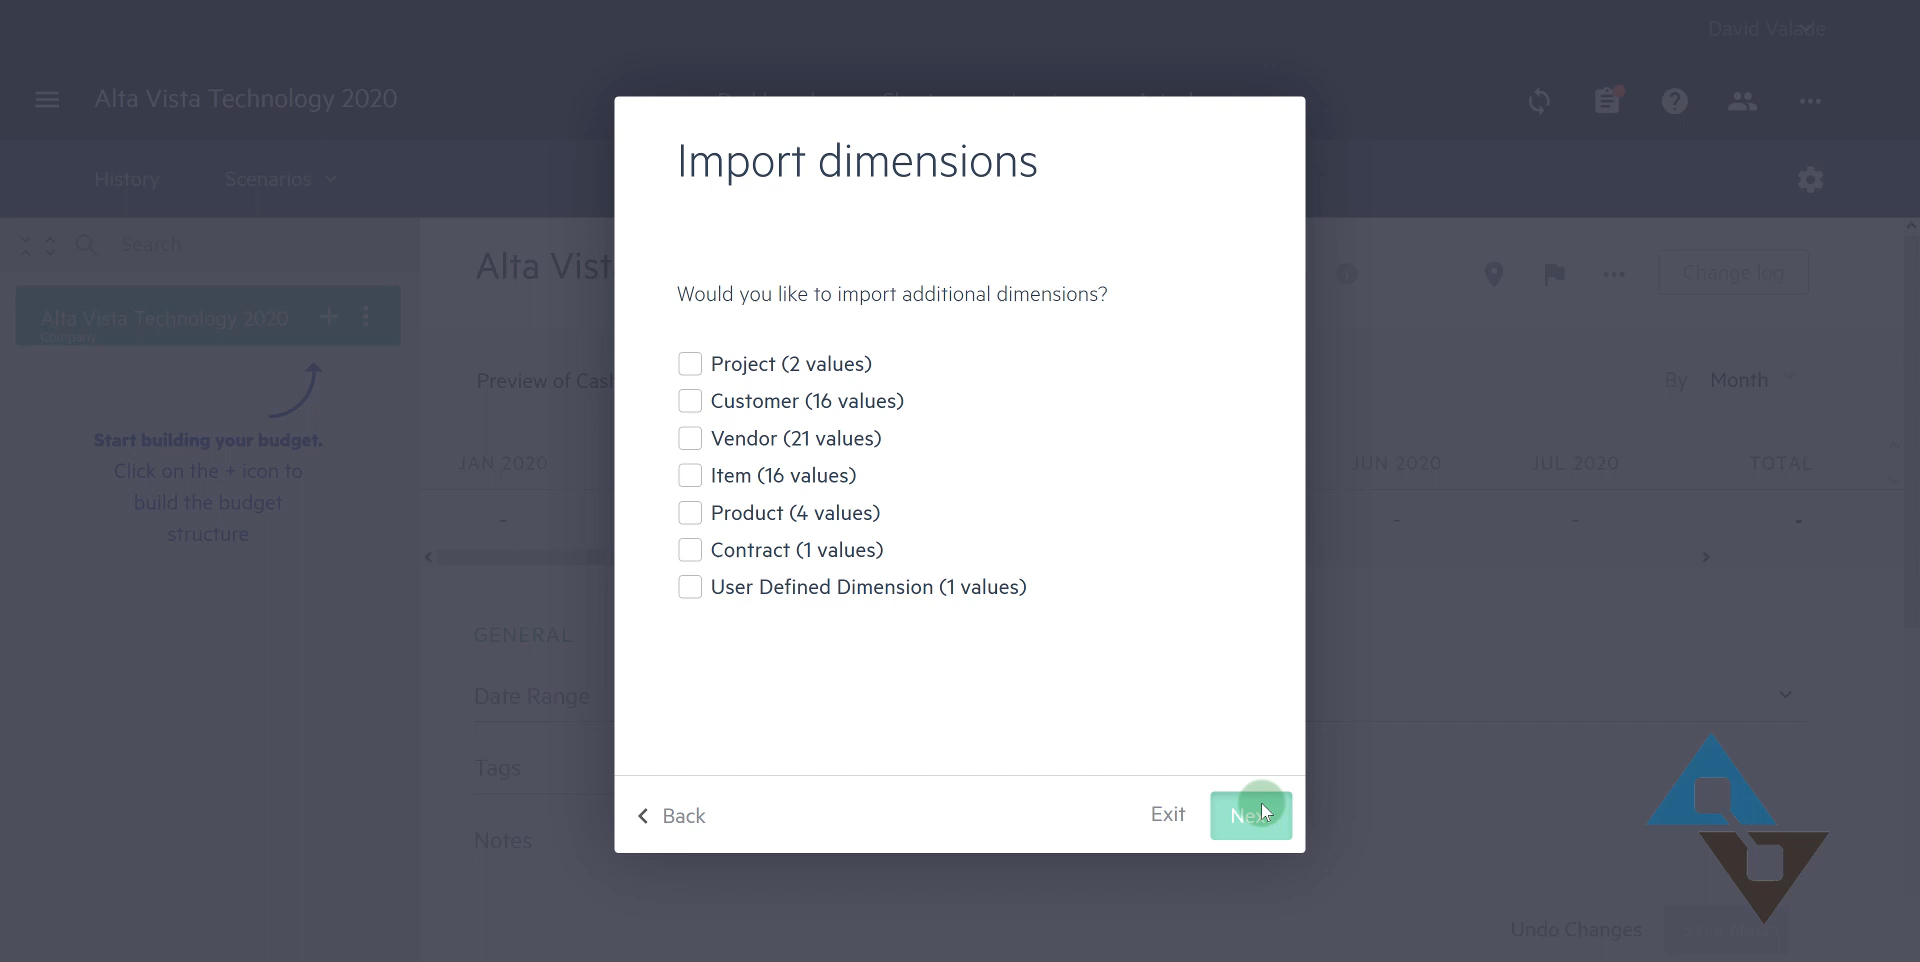 David Valade
Alta Vista Technology 2020
History
Scenarios
Search
Alta Vist
Change log
Alta Vista Technology 2020
Company
Preview of Cash
By Month
Start building your budget.
Click on the + icon to
build the budget
structure
JAN 2020
JUN 2020
JUL 2020
TOTAL
GENERAL
Date Range
Tags
Notes
Undo Changes
Import dimensions
Would you like to import additional dimensions?
Project (2 values)
Customer (16 values)
Vendor (21 values)
Item (16 values)
Product (4 values)
Contract (1 values)
User Defined Dimension (1 values)
Back
Exit
Next